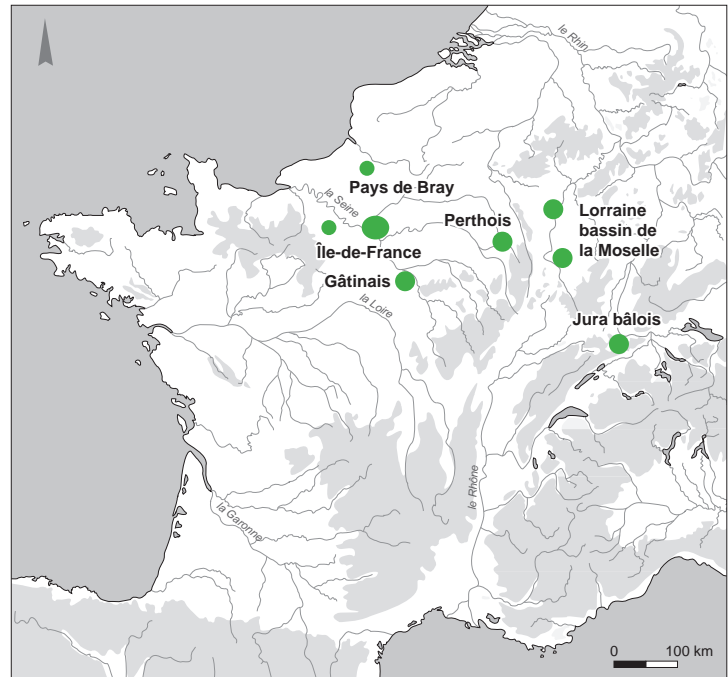 le Rhin
Pays de Bray
la Seine
Perthois
Lorraine
bassin de
la Moselle
Île-de-France
Gâtinais
la Loire
Jura bâlois
le Rhône
la Garonne
0 100 km